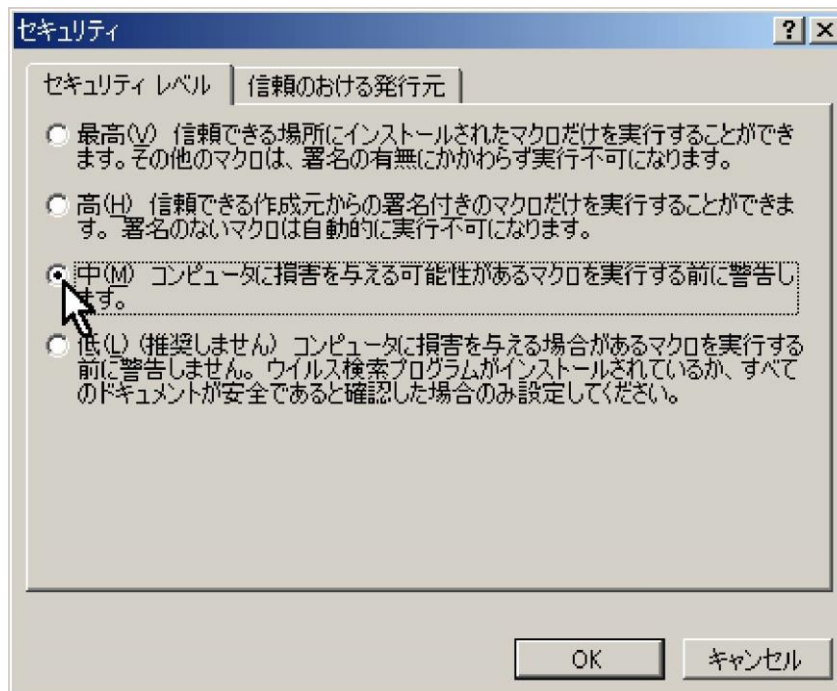 セキュリティ
セキュリティ レベル 信頼のおける発行元
最高(V) 信頼できる場所にインストールされたマクロだけを実行することができ
ます。その他のマクロは、署名の有無にかかわらず実行不可になります。
高(H) 信頼できる作成元からの署名付きのマクロだけを実行することができま
す。 署名のないマクロは自動的に実行不可になります。
中(M) コンピュータに損害を与える可能性があるマクロを実行する前に警告し
ます。
低(L) (推奨しません) コンピュータに損害を与える場合があるマクロを実行する
前に警告しません。ウイルス検索プログラムがインストールされているか、すべて
のドキュメントが安全であると確認した場合のみ設定してください。
OK キャンセル